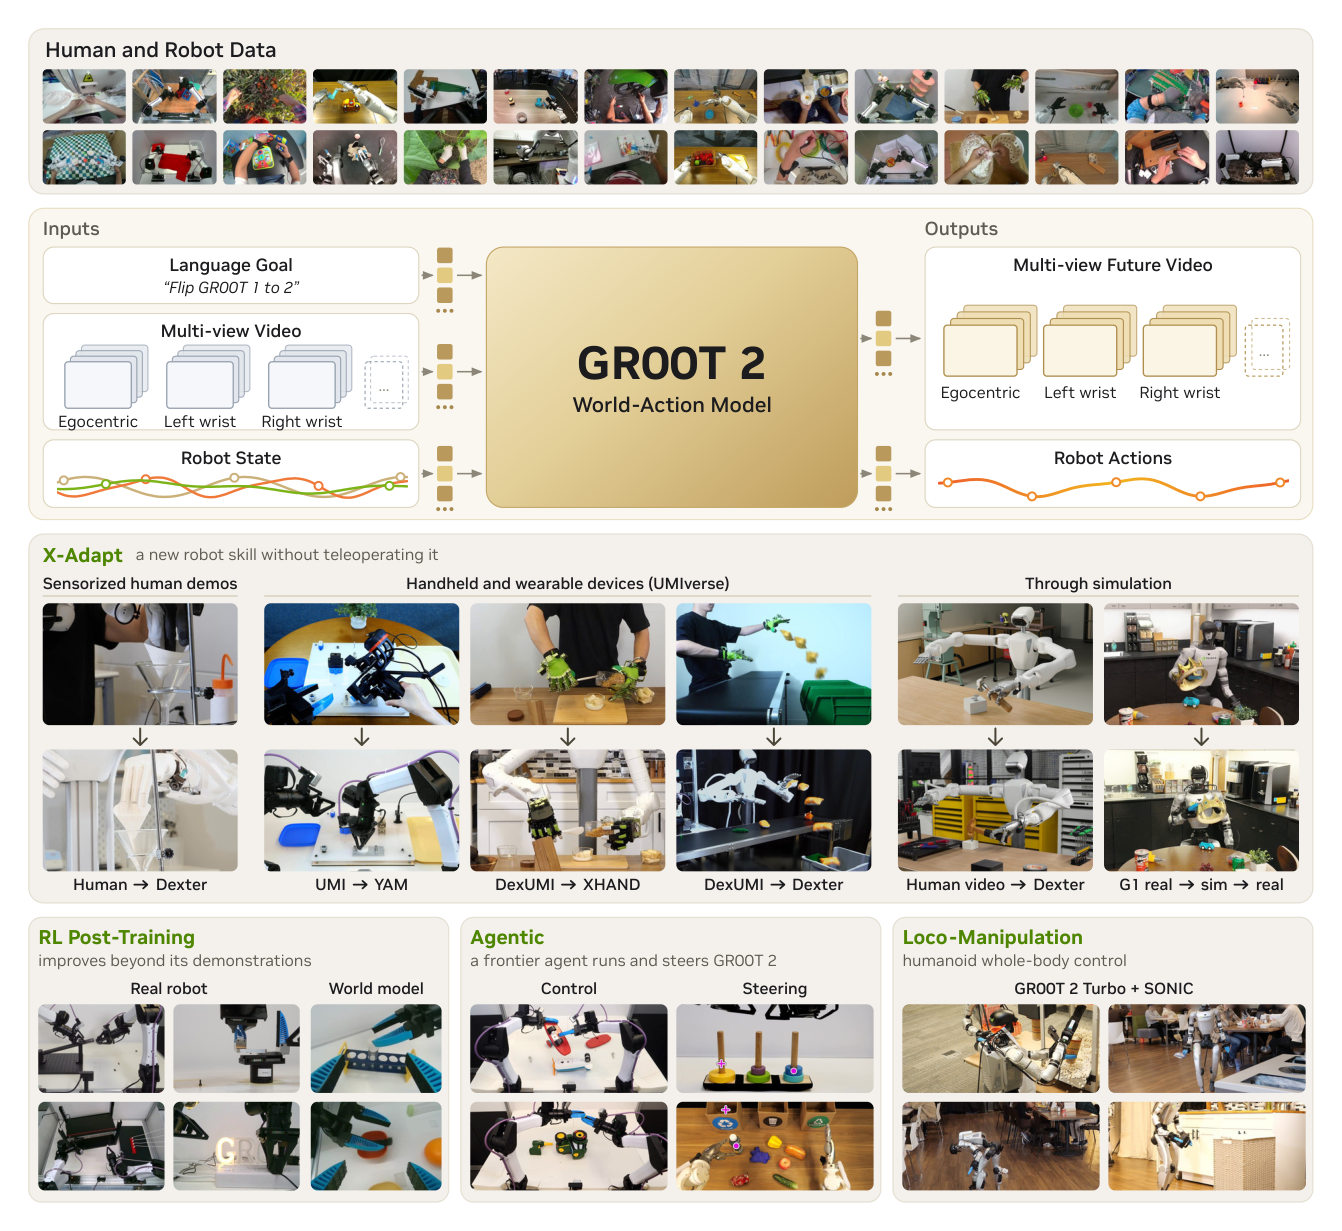 Human and Robot Data
Inputs
Outputs
Language Goal
“Flip GR00T 1 to 2”
Multi-view Video
...
Egocentric
Left wrist
Right wrist
Robot State
GR00T 2
World-Action Model
Multi-view Future Video
...
Egocentric
Left wrist
Right wrist
Robot Actions
X-Adapt a new robot skill without teleoperating it
Sensorized human demos
Handheld and wearable devices (UMIverse)
Through simulation
Human → Dexter
UMI → YAM
DexUMI → XHAND
DexUMI → Dexter
Human video → Dexter
G1 real → sim → real
RL Post-Training
improves beyond its demonstrations
Real robot
World model
Agentic
a frontier agent runs and steers GR00T 2
Control
Steering
Loco-Manipulation
humanoid whole-body control
GR00T 2 Turbo + SONIC